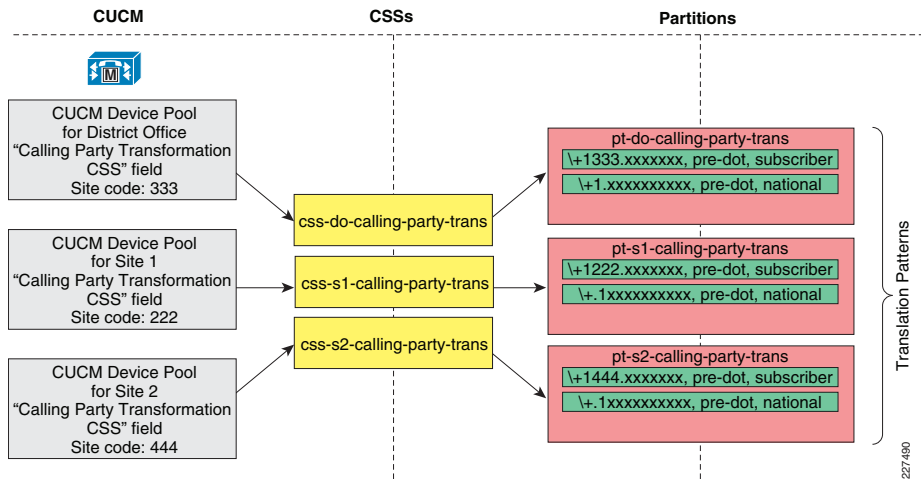 CUCM
CSSs
Partitions
M
CUCM Device Pool
for District Office
“Calling Party Transformation
CSS” field
Site code: 333
CUCM Device Pool
for Site 1
“Calling Party Transformation
CSS” field
Site code: 222
CUCM Device Pool
for Site 2
“Calling Party Transformation
CSS” field
Site code: 444
css-do-calling-party-trans
css-s1-calling-party-trans
css-s2-calling-party-trans
pt-do-calling-party-trans
\+1333.xxxxxxx, pre-dot, subscriber
\+1.xxxxxxxxxx, pre-dot, national
pt-s1-calling-party-trans
\+1222.xxxxxxx, pre-dot, subscriber
\+.1xxxxxxxxxx, pre-dot, national
pt-s2-calling-party-trans
\+1444.xxxxxxx, pre-dot, subscriber
\+.1xxxxxxxxxx, pre-dot, national
Translation Patterns
227490